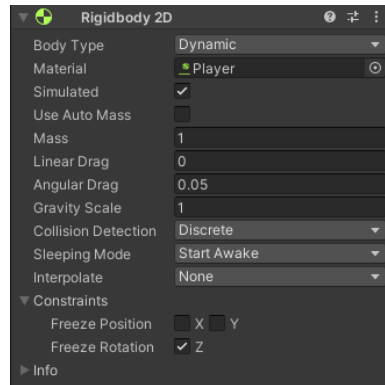 Rigidbody 2D
Body Type Dynamic
Material Player
Simulated
Use Auto Mass
Mass 1
Linear Drag 0
Angular Drag 0.05
Gravity Scale 1
Collision Detection Discrete
Sleeping Mode Start Awake
Interpolate None
Constraints
Freeze Position X Y
Freeze Rotation Z
Info